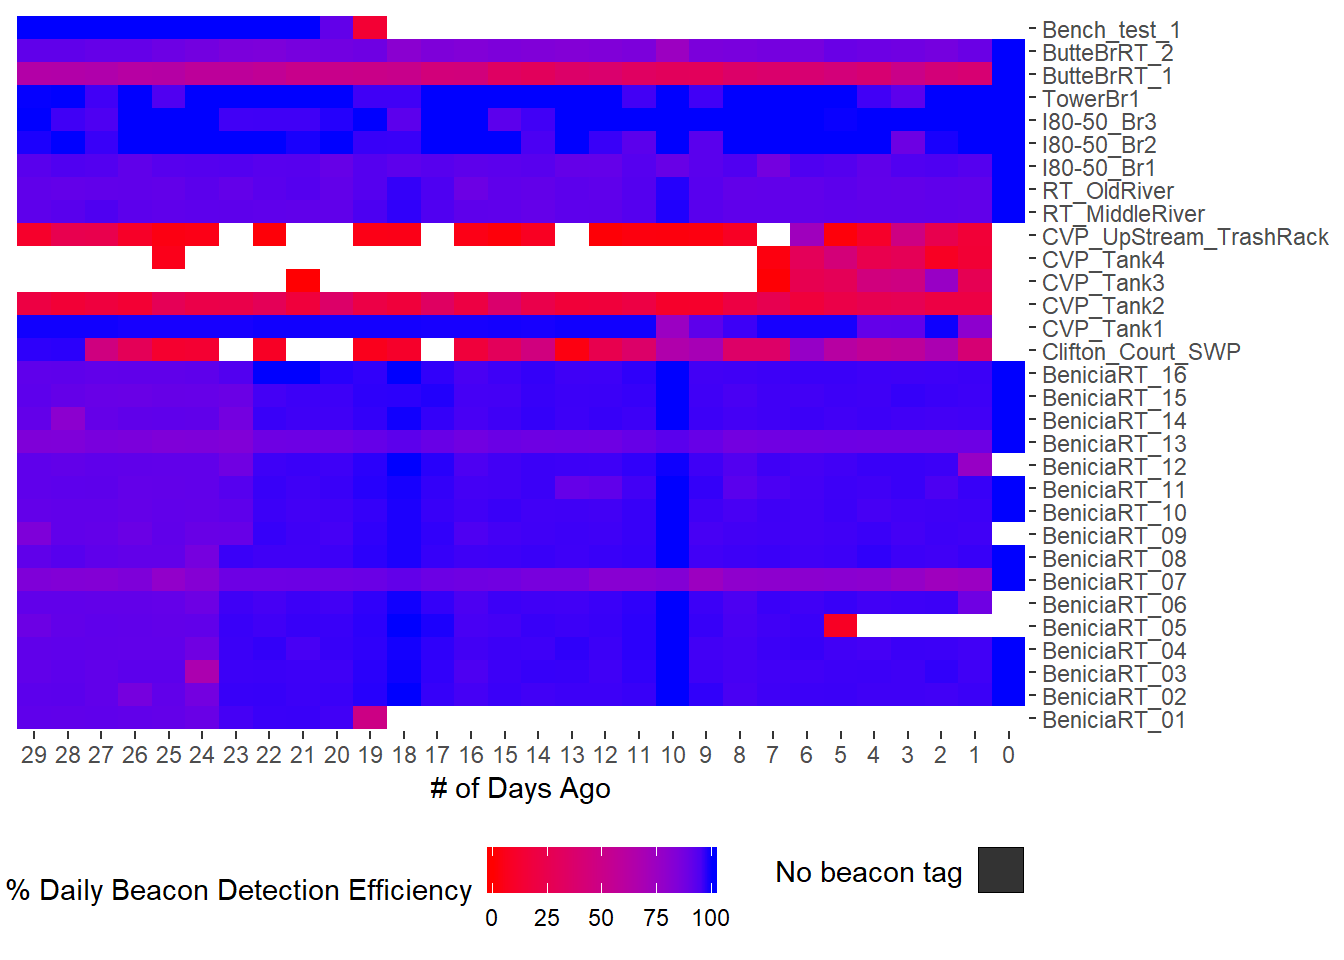 Bench_test_1
ButteBrRT_2
ButteBrRT_1
TowerBr1
I80-50_Br3
I80-50_Br2
I80-50_Br1
RT_OldRiver
RT_MiddleRiver
CVP_UpStream_TrashRack
CVP_Tank4
CVP_Tank3
CVP_Tank2
CVP_Tank1
Clifton_Court_SWP
BeniciaRT_16
BeniciaRT_15
BeniciaRT_14
BeniciaRT_13
BeniciaRT_12
BeniciaRT_11
BeniciaRT_10
BeniciaRT_09
BeniciaRT_08
BeniciaRT_07
BeniciaRT_06
BeniciaRT_05
BeniciaRT_04
BeniciaRT_03
BeniciaRT_02
BeniciaRT_01
29 28 27 26 25 24 23 22 21 20 19 18 17 16 15 14 13 12 11 10 9 8 7 6 5 4 3 2 1 0
# of Days Ago
% Daily Beacon Detection Efficiency
0 25 50 75 100
No beacon tag